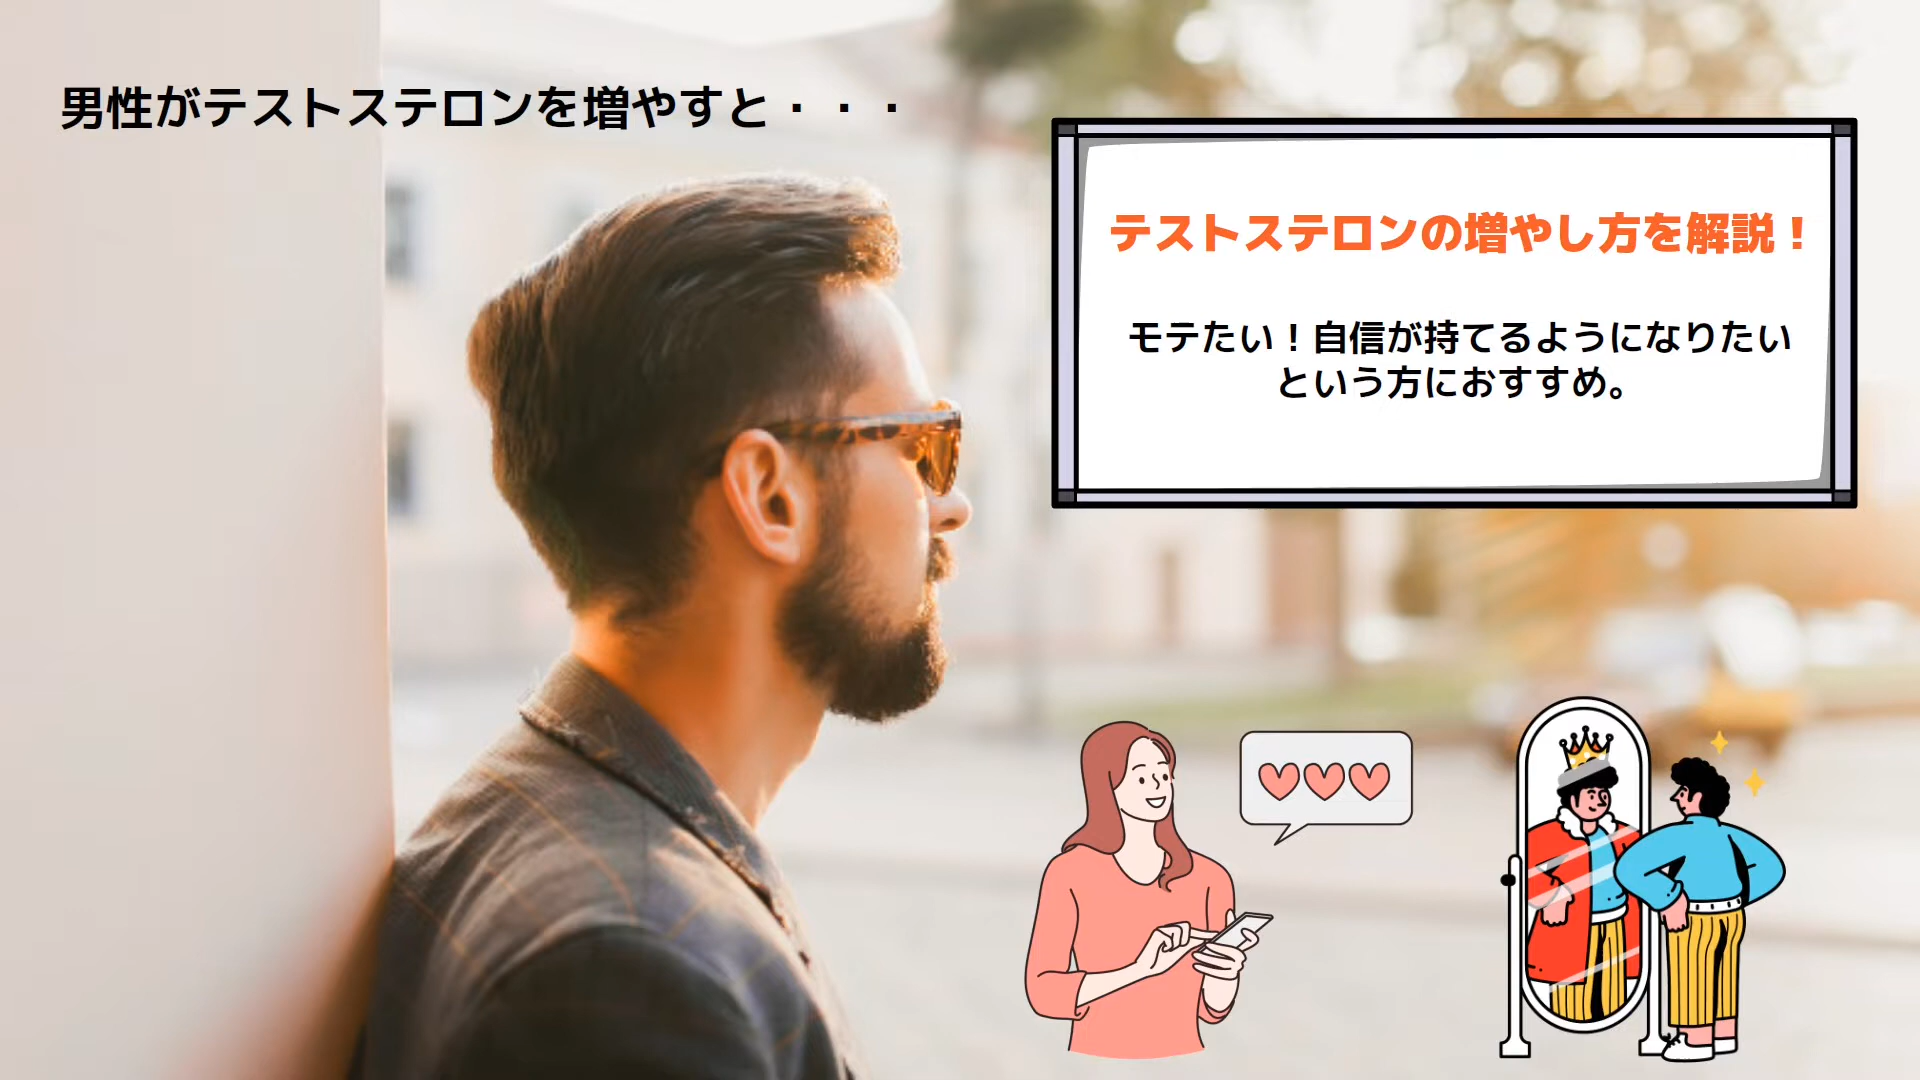 男性がテストステロンを増やすと・・・
テストステロンの増やし方を解説！
モテたい！自信が持てるようになりたい
という方におすすめ。